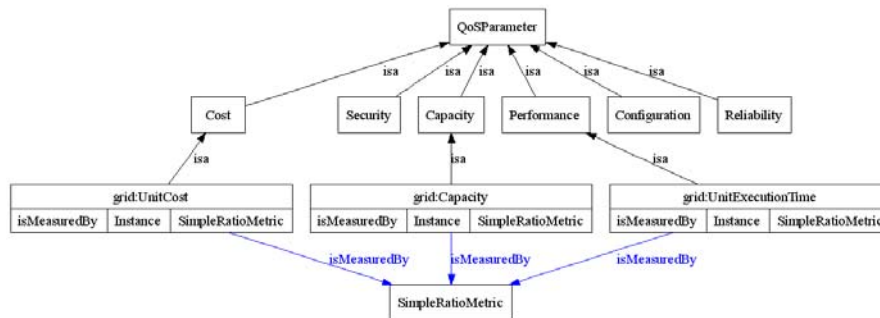 QoSParameter
isa
isa
isa
isa
isa
isa
Cost
Security
Capacity
Performance
Configuration
Reliability
isa
isa
isa
grid:UnitCost
isMeasuredBy Instance SimpleRatioMetric
grid:Capacity
isMeasuredBy Instance SimpleRatioMetric
grid:UnitExecutionTime
isMeasuredBy Instance SimpleRatioMetric
isMeasuredBy
isMeasuredBy
isMeasuredBy
SimpleRatioMetric